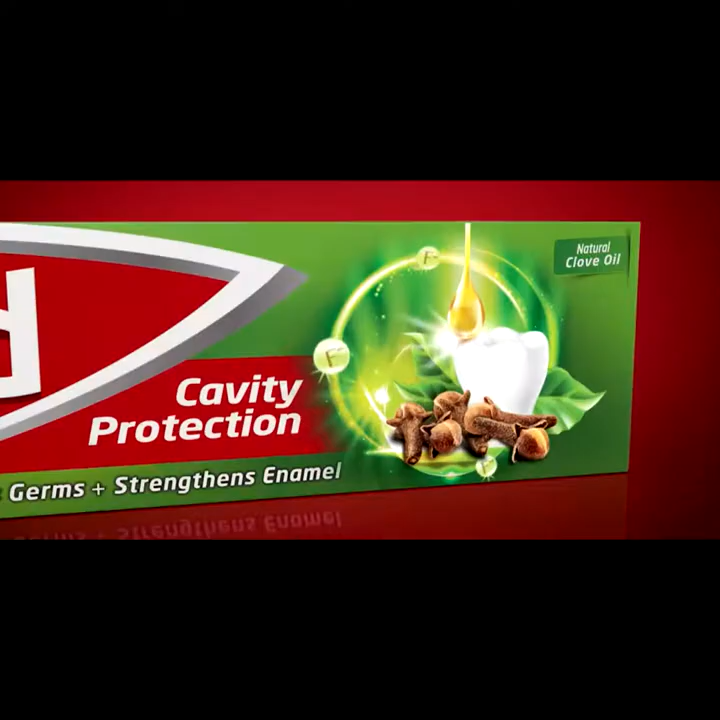 d
Natural
Clove Oil
F-
F-
Cavity
Protection
Germs + Strengthens Enamel